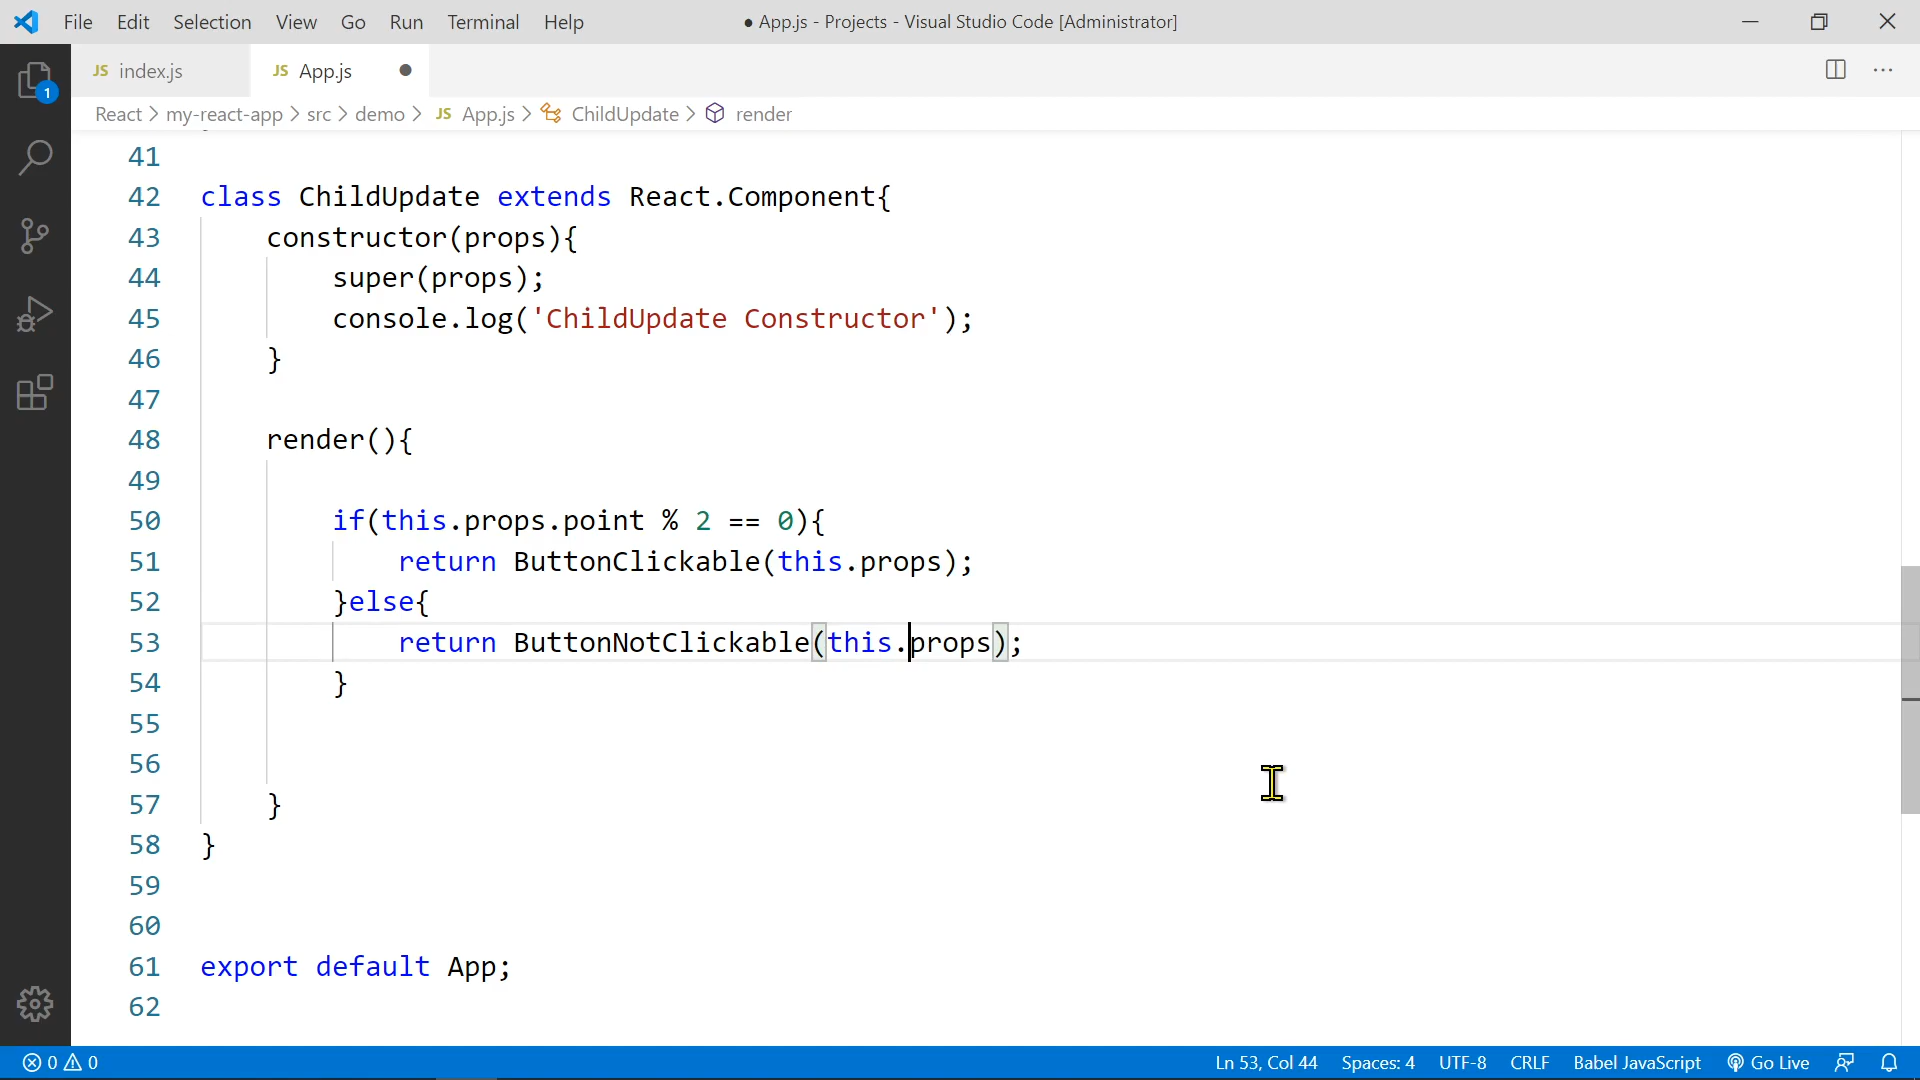 File Edit Selection View Go Run Terminal Help
● App.js - Projects - Visual Studio Code [Administrator]
JS index.js
JS App.js
React > my-react-app > src > demo > JS App.js > ChildUpdate > render
1
41
42 class ChildUpdate extends React.Component{
43 constructor(props){
44 super(props);
45 console.log('ChildUpdate Constructor');
46 }
47
48 render(){
49
50 if(this.props.point % 2 == 0){
51 return ButtonClickable(this.props);
52 }else{
53 return ButtonNotClickable(this.props);
54 }
55
56
57 }
58 }
59
60
61 export default App;
62
0 0 Ln 53, Col 44 Spaces: 4 UTF-8 CRLF Babel JavaScript Go Live